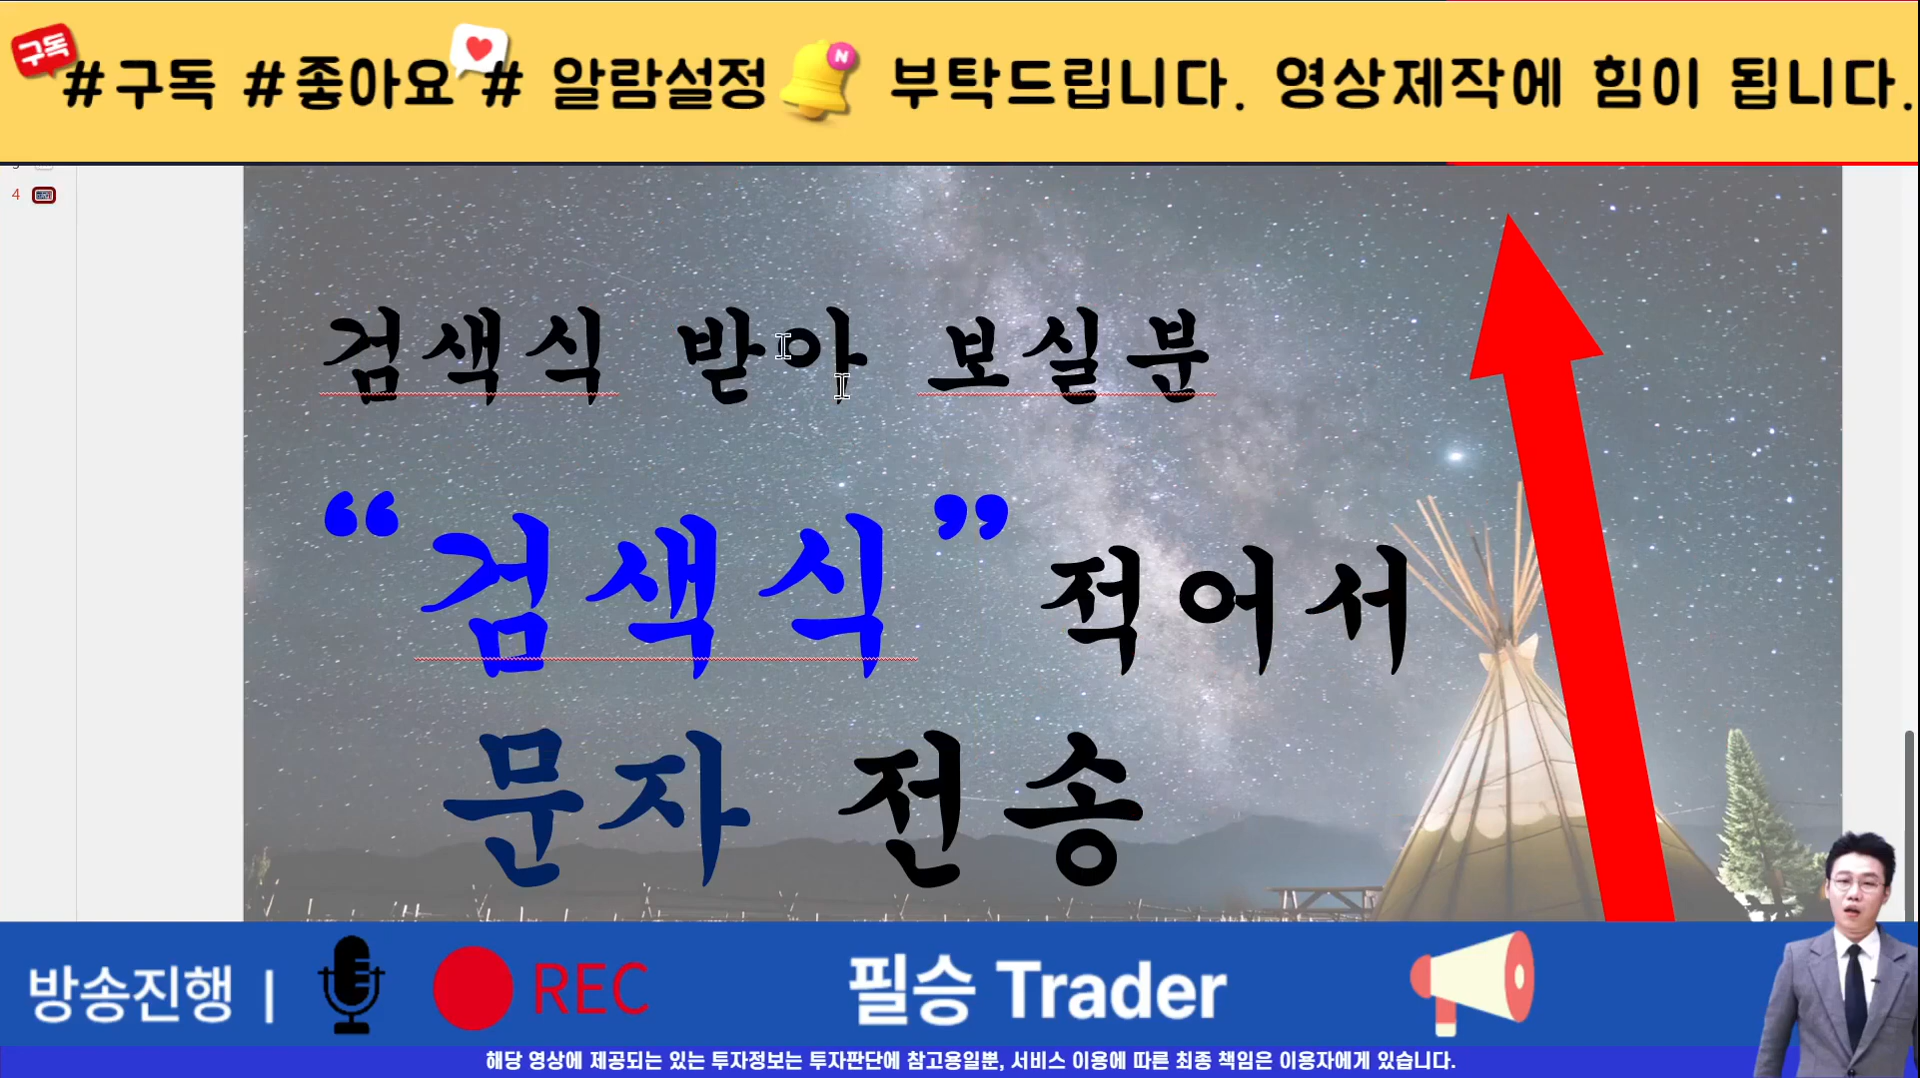 구독
#구독 #좋아요 # 알람설정 N 부탁드립니다. 영상제작에 힘이 됩니다.
4
검색식 받아 보실분
“검색식” 적어서
문자 전송
방송진행 | REC 필승 Trader
해당 영상에 제공되는 있는 투자정보는 투자판단에 참고용일뿐, 서비스 이용에 따른 최종 책임은 이용자에게 있습니다.